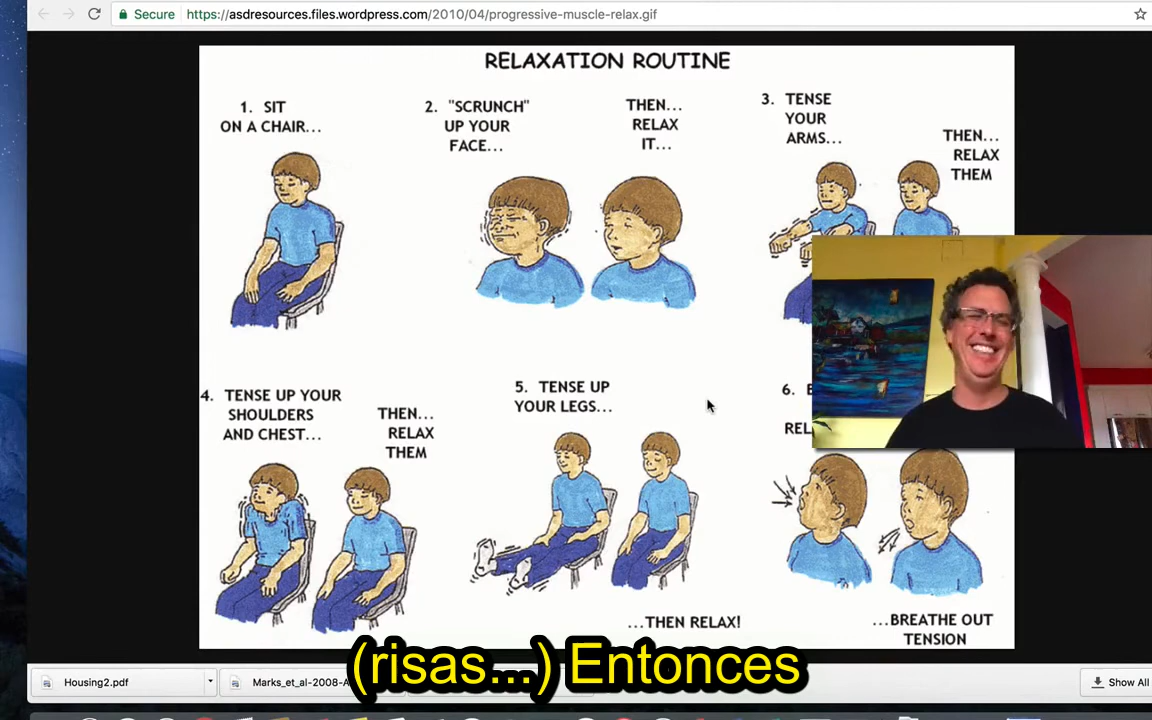 Secure
https://asdresources.files.wordpress.com/2010/04/progressive-muscle-relax.gif
RELAXATION ROUTINE
1. SIT
ON A CHAIR...
2. "SCRUNCH"
UP YOUR
FACE...
THEN...
RELAX
IT...
3. TENSE
YOUR
ARMS...
THEN...
RELAX
THEM
4. TENSE UP YOUR
SHOULDERS
AND CHEST...
THEN...
RELAX
THEM
5. TENSE UP
YOUR LEGS...
...THEN RELAX!
6.
...BREATHE OUT
TENSION
Housing2.pdf
Marks_et_al-2008-A
Show All
(risas...) Entonces